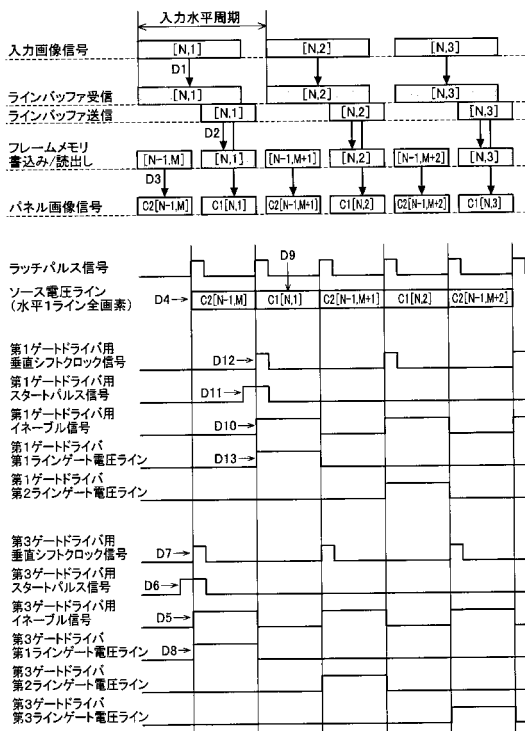 入力水平周期
入力画像信号 [N,1] [N,2] [N,3]
D1
ラインバッファ受信 [N,1] [N,2] [N,3]
ラインバッファ送信 [N,1] [N,2] [N,3]
D2
フレームメモリ
書込み/読出し [N-1,M] [N,1] [N-1,M+1] [N,2] [N-1,M+2] [N,3]
D3
パネル画像信号 C2[N-1,M] C1[N,1] C2[N-1,M+1] C1[N,2] C2[N-1,M+2] C1[N,3]
D9
ラッチパルス信号
ソース電圧ライン
(水平1ライン全画素) D4 C2[N-1,M] C1[N,1] C2[N-1,M+1] C1[N,2] C2[N-1,M+2]
第1ゲートドライバ用
垂直シフトクロック信号 D12
第1ゲートドライバ用
スタートパルス信号 D11
第1ゲートドライバ用
イネーブル信号 D10
第1ゲートドライバ
第1ラインゲート電圧ライン D13
第1ゲートドライバ
第2ラインゲート電圧ライン
第3ゲートドライバ用
垂直シフトクロック信号 D7
第3ゲートドライバ用
スタートパルス信号 D6
第3ゲートドライバ用
イネーブル信号 D5
第3ゲートドライバ
第1ラインゲート電圧ライン D8
第3ゲートドライバ
第2ラインゲート電圧ライン
第3ゲートドライバ
第3ラインゲート電圧ライン